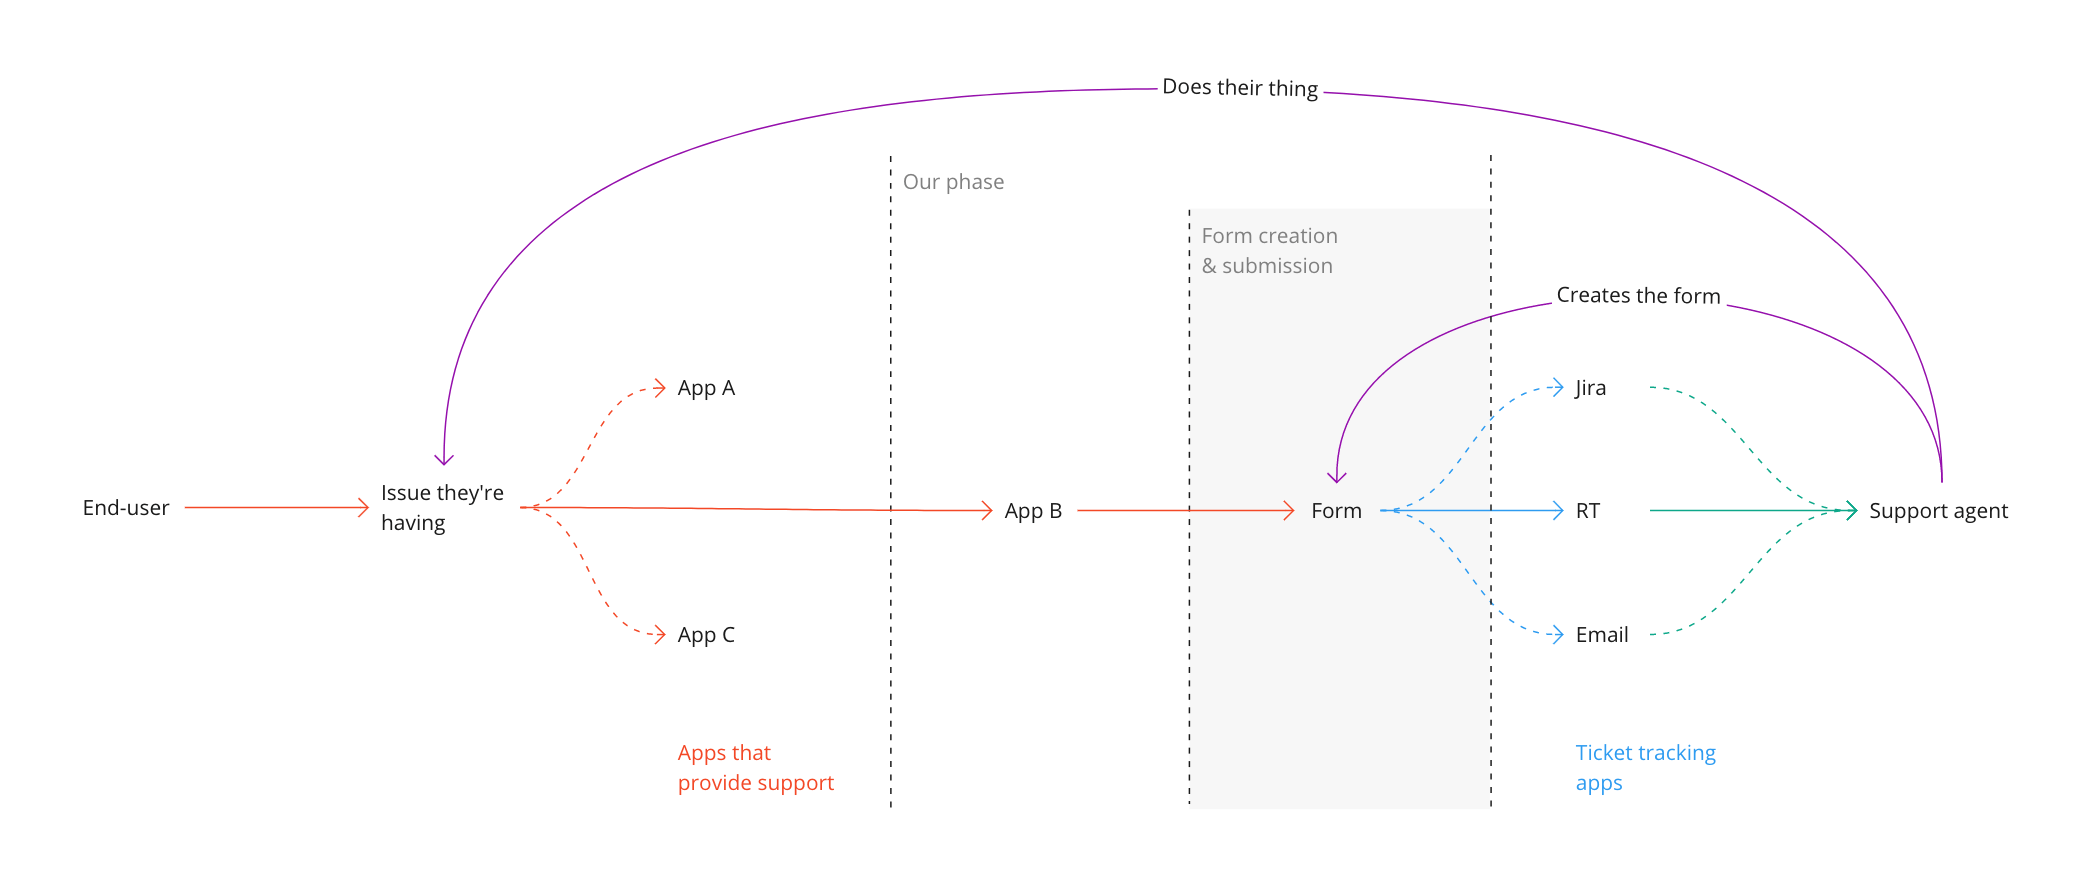 Does their thing
Our phase
Form creation
& submission
Creates the form
App A
Jira
End-user
Issue they're
having
App B
Form
RT
Support agent
App C
Email
Apps that
provide support
Ticket tracking
apps